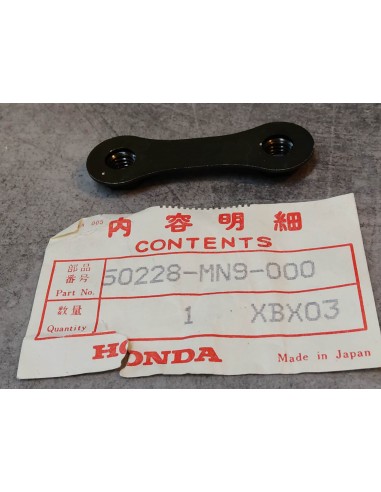 003
内容明細
CONTENTS
部品番号 Part No. 50228-MN9-000
数量 Quantity 1 XBX03
HONDA Made in Japan